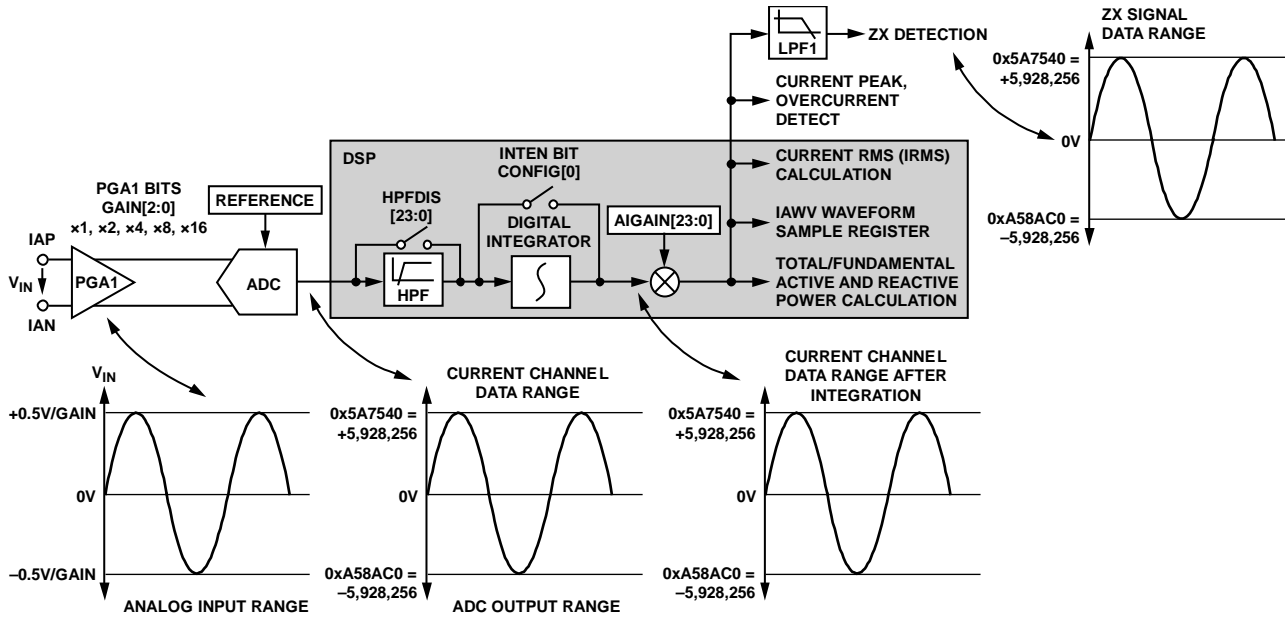 ZX SIGNAL
DATA RANGE
LPF1
ZX DETECTION
0x5A7540 =
+5,928,256
0V
0xA58AC0 =
–5,928,256
CURRENT PEAK,
OVERCURRENT
DETECT
DSP
INTEN BIT
CONFIG[0]
CURRENT RMS (IRMS)
CALCULATION
PGA1 BITS
GAIN[2:0]
×1, ×2, ×4, ×8, ×16
REFERENCE
HPFDIS
[23:0]
DIGITAL
INTEGRATOR
AIGAIN[23:0]
IAWV WAVEFORM
SAMPLE REGISTER
IAP
VIN
IAN
PGA1
ADC
HPF
TOTAL/FUNDAMENTAL
ACTIVE AND REACTIVE
POWER CALCULATION
VIN
+0.5V/GAIN
0V
–0.5V/GAIN
ANALOG INPUT RANGE
CURRENT CHANNEL
DATA RANGE
0x5A7540 =
+5,928,256
0V
0xA58AC0 =
–5,928,256
ADC OUTPUT RANGE
CURRENT CHANNEL
DATA RANGE AFTER
INTEGRATION
0x5A7540 =
+5,928,256
0V
0xA58AC0 =
–5,928,256